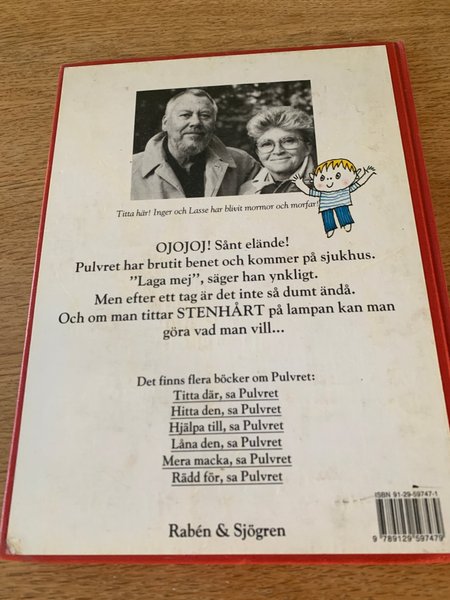 Titta här! Inger och Lasse har blivit mormor och morfar!
OJOJOJ! Sånt elände!
Pulvret har brutit benet och kommer på sjukhus.
”Laga mej”, säger han ynkligt.
Men efter ett tag är det inte så dumt ändå.
Och om man tittar STENHÅRT på lampan kan man
göra vad man vill...
Det finns flera böcker om Pulvret:
Titta där, sa Pulvret
Hitta den, sa Pulvret
Hjälpa till, sa Pulvret
Låna den, sa Pulvret
Mera macka, sa Pulvret
Rädd för, sa Pulvret
ISBN 91-29-59747-1
9 789129 597479
Rabén & Sjögren